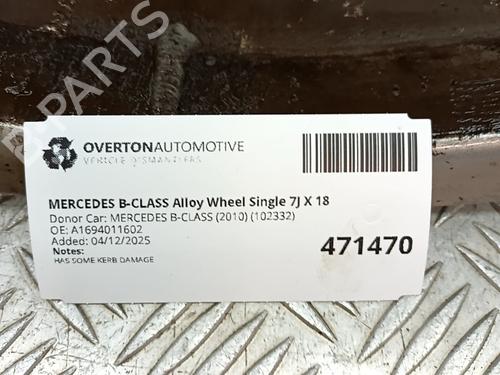 B-PARTS
OVERTONAUTOMOTIVE
VEHICLE DISMANTLERS
MERCEDES B-CLASS Alloy Wheel Single 7J X 18
Donor Car: MERCEDES B-CLASS (2010) (102332)
OE: A1694011602
Added: 04/12/2025
Notes:
HAS SOME KERB DAMAGE
471470